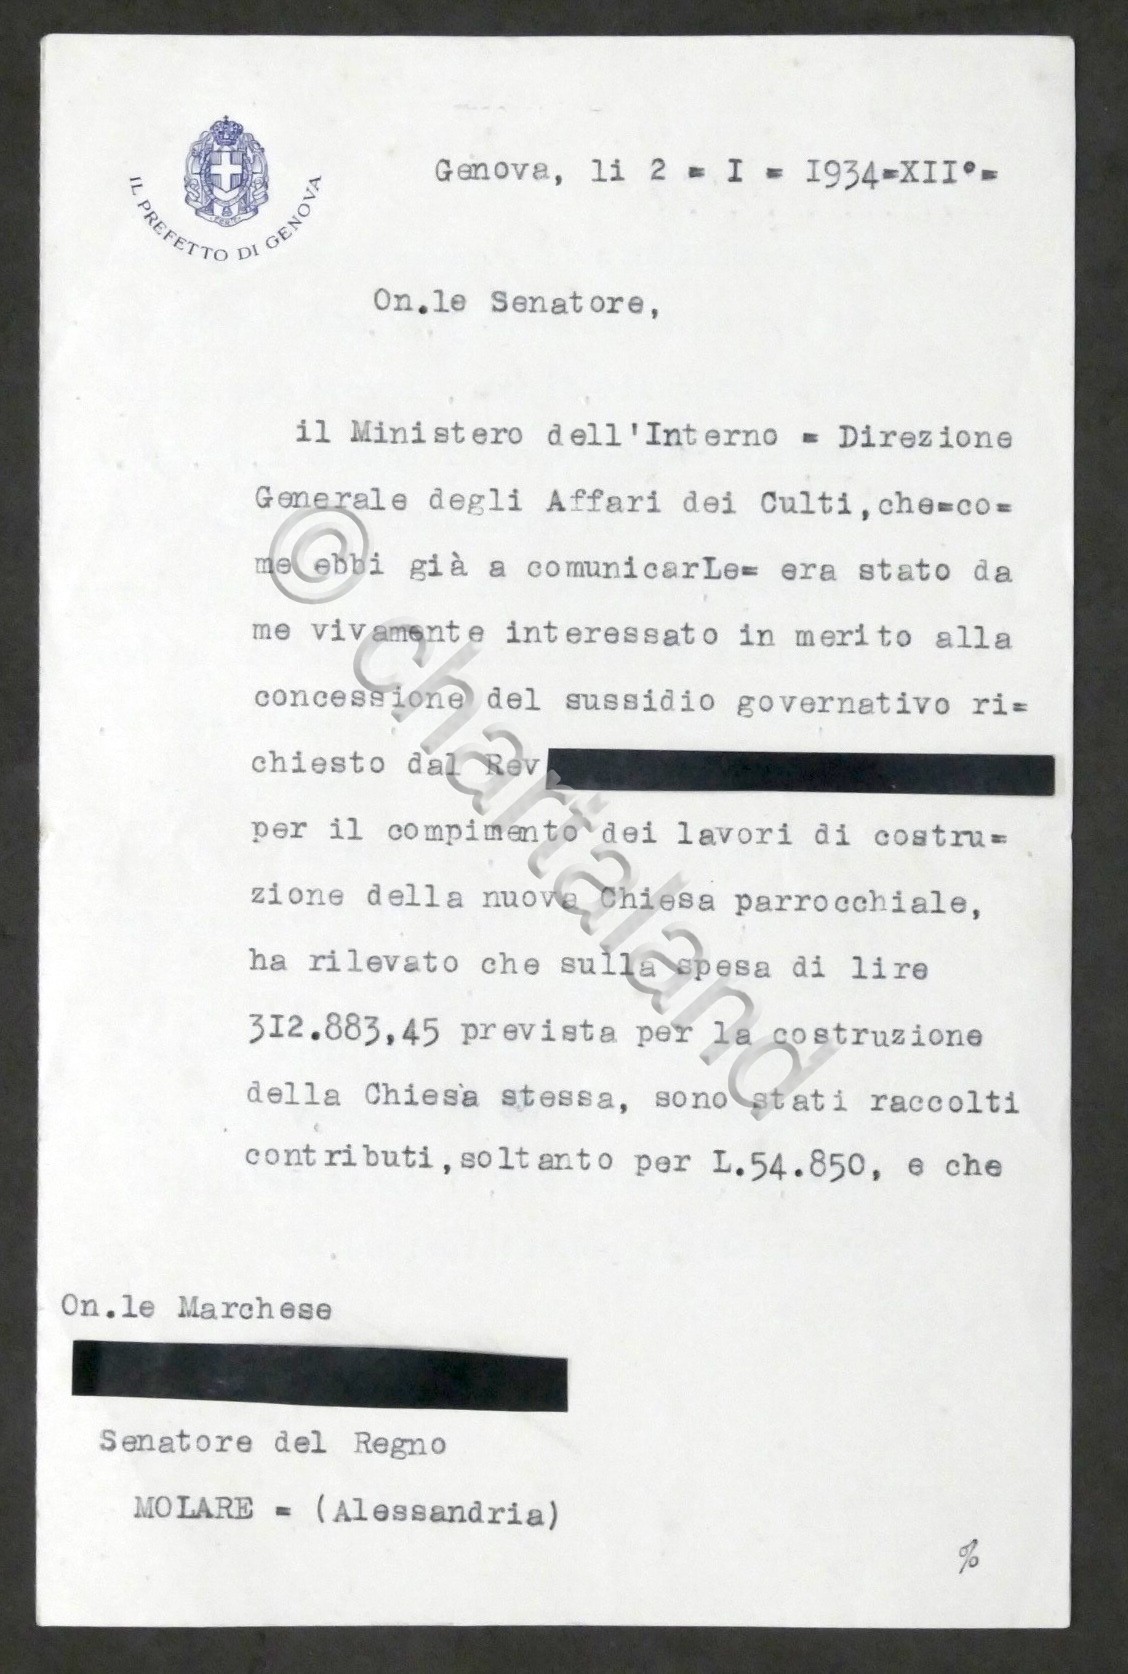 IL PREFETTO DI GENOVA
Genova, li 2 = I = I934=XII°=
On.le Senatore,
il Ministero dell'Interno = Direzione
Generale degli Affari dei Culti,che=co=
me ebbi già a comunicarLe= era stato da
me vivamente interessato in merito alla
concessione del sussidio governativo ri=
chiesto dal Rev
per il compimento dei lavori di costru=
zione della nuova Chiesa parrocchiale,
ha rilevato che sulla spesa di lire
3I2.883,45 prevista per la costruzione
della Chiesa stessa, sono stati raccolti
contributi,soltanto per L.54.850, e che
On.le Marchese
Senatore del Regno
MOLARE = (Alessandria)
%
© chartaland